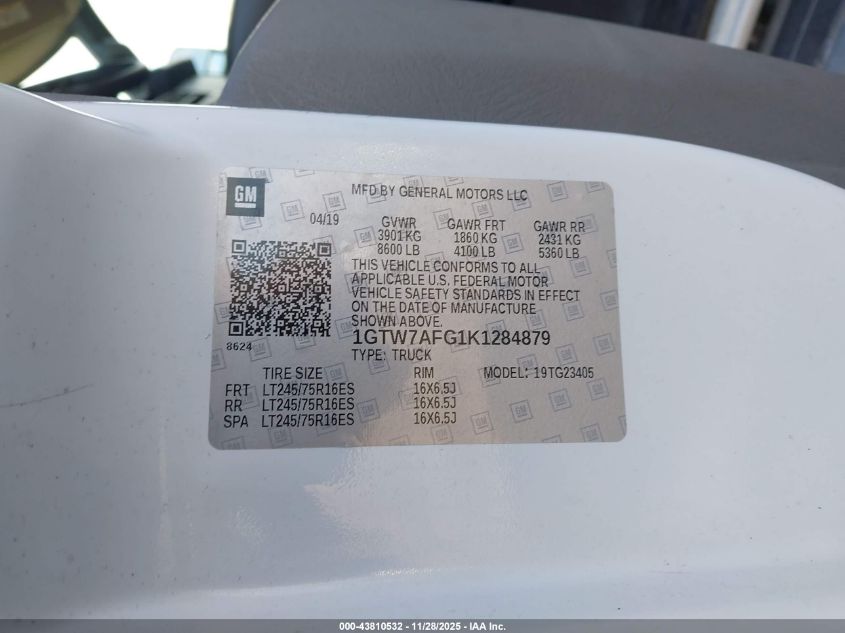 GM
MFD BY GENERAL MOTORS LLC
04/19
GVWR GAWR FRT GAWR RR
3901 KG 1860 KG 2431 KG
8600 LB 4100 LB 5360 LB
THIS VEHICLE CONFORMS TO ALL
APPLICABLE U.S. FEDERAL MOTOR
VEHICLE SAFETY STANDARDS IN EFFECT
ON THE DATE OF MANUFACTURE
SHOWN ABOVE.
8624
1GTW7AFG1K1284879
TYPE: TRUCK
TIRE SIZE RIM MODEL: 19TG23405
FRT LT245/75R16ES 16X6.5J
RR LT245/75R16ES 16X6.5J
SPA LT245/75R16ES 16X6.5J
000-43810532 - 11/28/2025 - IAA Inc.